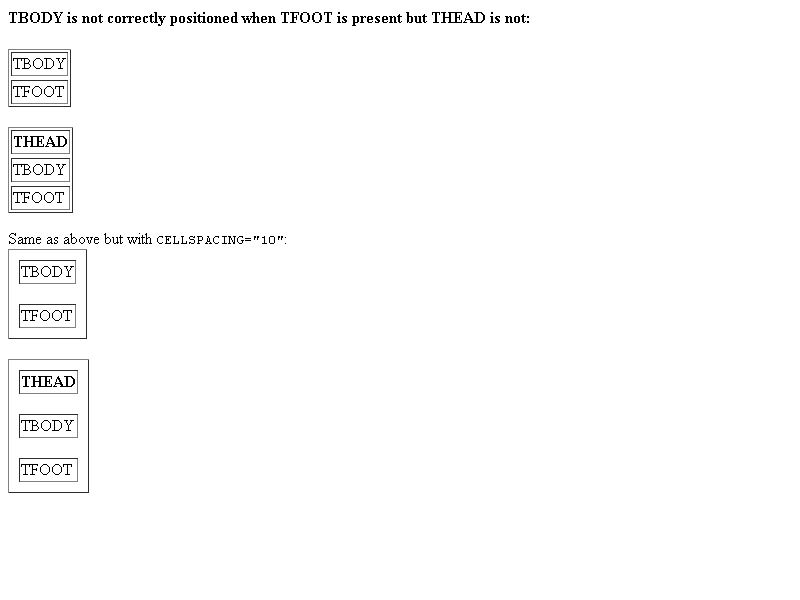 TBODY is not correctly positioned when TFOOT is present but THEAD is not:
TBODY
TFOOT
THEAD
TBODY
TFOOT
Same as above but with CELLSPACING="10":
TBODY
TFOOT
THEAD
TBODY
TFOOT